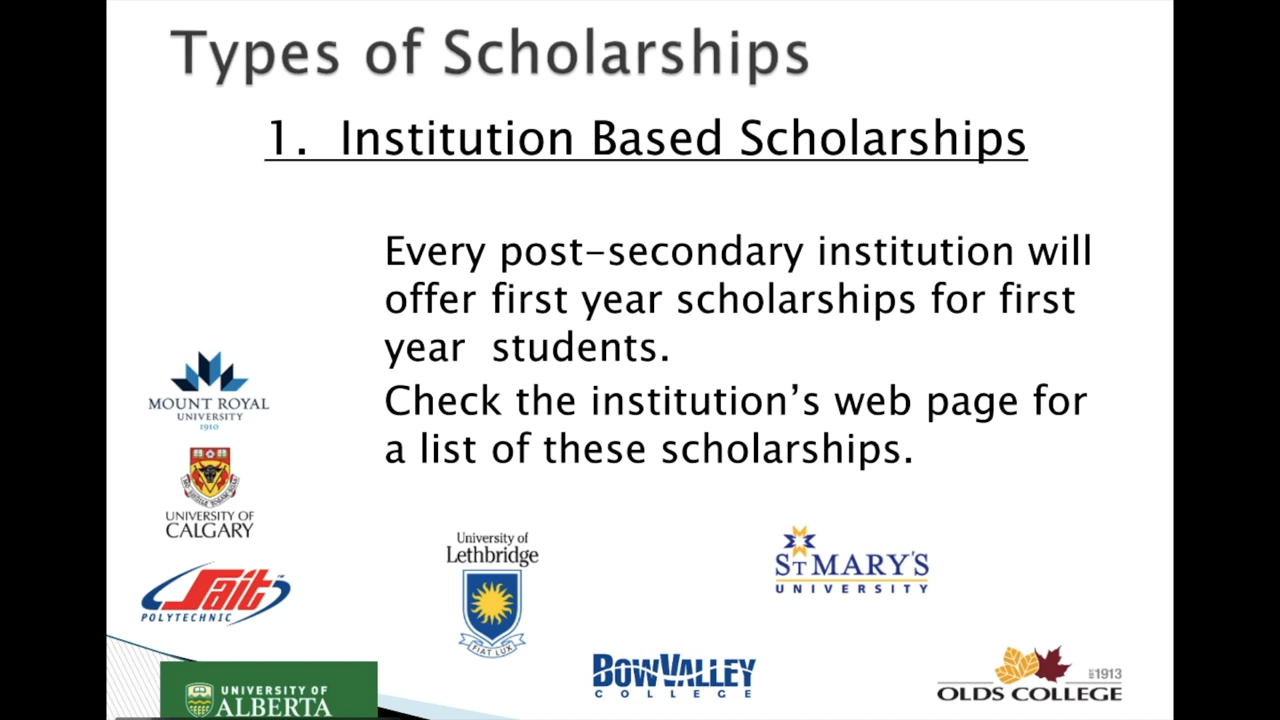 Types of Scholarships
1. Institution Based Scholarships
Every post-secondary institution will
offer first year scholarships for first
year students.
Check the institution's web page for
a list of these scholarships.
MOUNT ROYAL
UNIVERSITY
1910
UNIVERSITY OF
CALGARY
SAIT
POLYTECHNIC
University of
Lethbridge
FIAT LUX
ST MARY'S
UNIVERSITY
BOW VALLEY
COLLEGE
EST 1913
OLDS COLLEGE
UNIVERSITY OF
ALBERTA